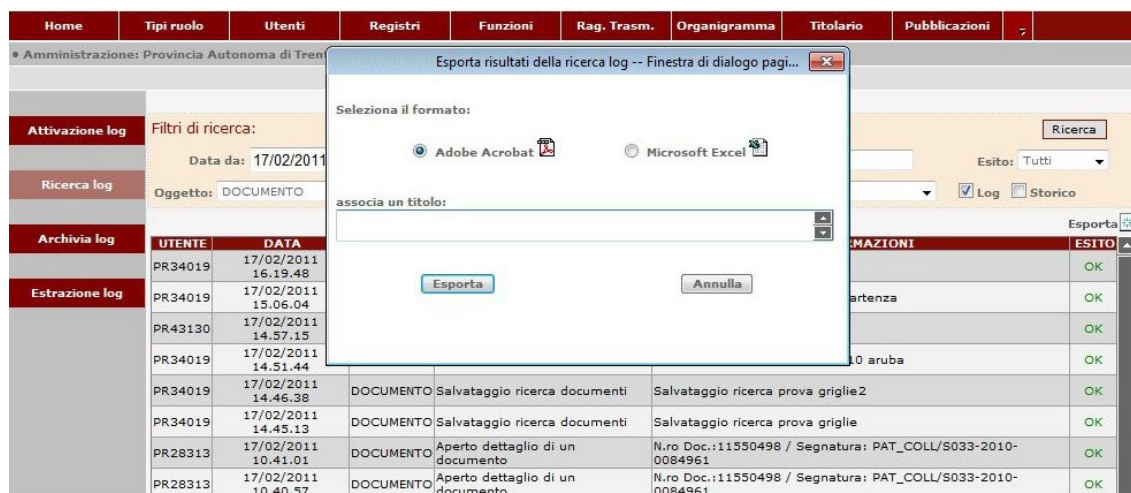 Home Tipi ruolo Utenti Registri Funzioni Rag. Trasm. Organigramma Titolario Pubblicazioni
• Amministrazione: Provincia Autonoma di Tren
Esporta risultati della ricerca log -- Finestra di dialogo pagi...
Seleziona il formato:
Adobe Acrobat Microsoft Excel
associa un titolo:
Esporta Annulla
Attivazione log
Ricerca log
Archivia log
Estrazione log
Filtri di ricerca: Ricerca
Data da: 17/02/2011 Esito: Tutti
Oggetto: DOCUMENTO Log Storico
Esporta
UTENTE DATA MAZIONI ESITO
PR34019 17/02/2011 16.19.48 OK
PR34019 17/02/2011 15.06.04 artenza OK
PR43130 17/02/2011 14.57.15 OK
PR34019 17/02/2011 14.51.44 10 aruba OK
PR34019 17/02/2011 14.46.38 DOCUMENTO Salvataggio ricerca documenti Salvataggio ricerca prova griglie2 OK
PR34019 17/02/2011 14.45.13 DOCUMENTO Salvataggio ricerca documenti Salvataggio ricerca prova griglie OK
PR28313 17/02/2011 10.41.01 DOCUMENTO Aperto dettaglio di un documento N.ro Doc.:11550498 / Segnatura: PAT_COLL/S033-2010-0084961 OK
PR28313 17/02/2011 10.40.57 DOCUMENTO Aperto dettaglio di un documento N.ro Doc.:11550498 / Segnatura: PAT_COLL/S033-2010-0084961 OK